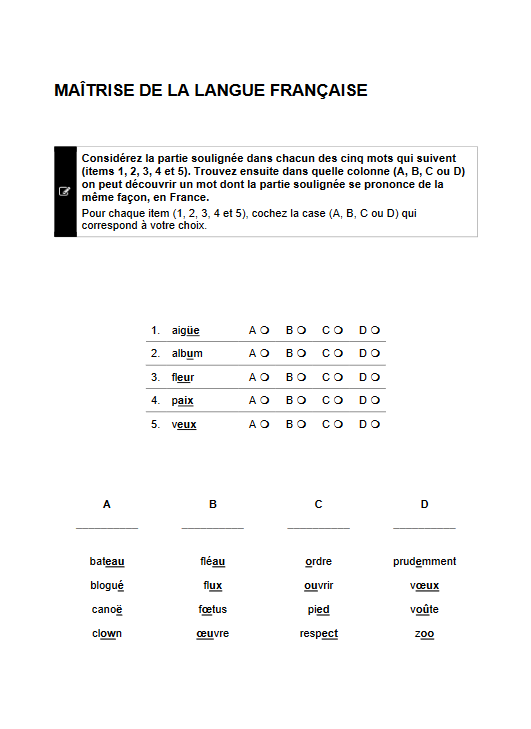 MAÎTRISE DE LA LANGUE FRANÇAISE
Considérez la partie soulignée dans chacun des cinq mots qui suivent
(items 1, 2, 3, 4 et 5). Trouvez ensuite dans quelle colonne (A, B, C ou D)
on peut découvrir un mot dont la partie soulignée se prononce de la
même façon, en France.
Pour chaque item (1, 2, 3, 4 et 5), cochez la case (A, B, C ou D) qui
correspond à votre choix.
1. aigüe A B C D
2. album A B C D
3. fleur A B C D
4. paix A B C D
5. veux A B C D
A B C D
bateau fléau ordre prudemment
blogué flux ouvrir vœux
canoë fœtus pied voûte
clown œuvre respect zoo